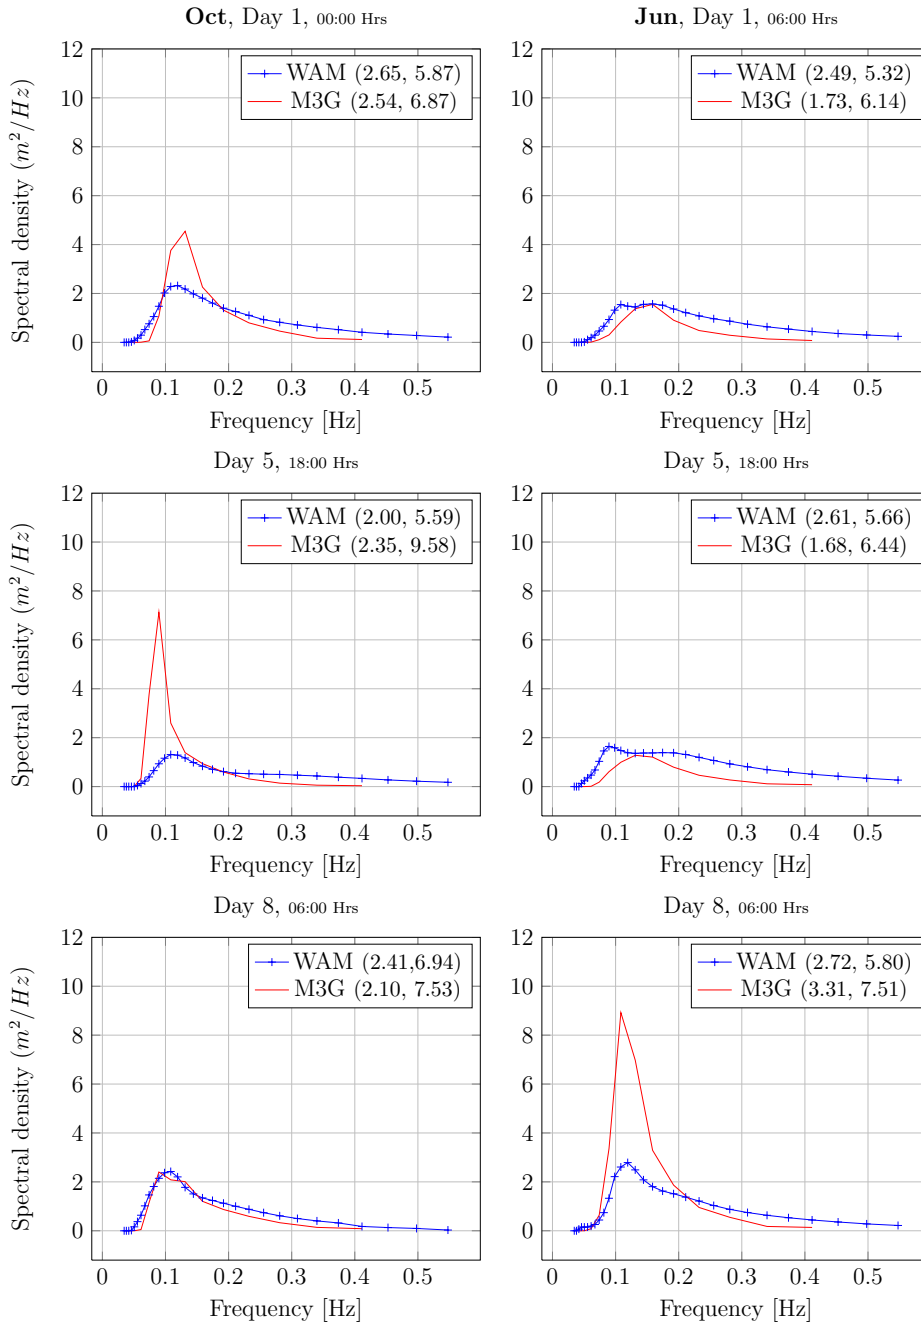 Oct, Day 1, 00:00 Hrs
12
10
8
6
4
2
0
Spectral density (m²/Hz)
WAM (2.65, 5.87)
M3G (2.54, 6.87)
0 0.1 0.2 0.3 0.4 0.5
Frequency [Hz]
Jun, Day 1, 06:00 Hrs
12
10
8
6
4
2
0
WAM (2.49, 5.32)
M3G (1.73, 6.14)
0 0.1 0.2 0.3 0.4 0.5
Frequency [Hz]
Day 5, 18:00 Hrs
12
10
8
6
4
2
0
Spectral density (m²/Hz)
WAM (2.00, 5.59)
M3G (2.35, 9.58)
0 0.1 0.2 0.3 0.4 0.5
Frequency [Hz]
Day 5, 18:00 Hrs
12
10
8
6
4
2
0
WAM (2.61, 5.66)
M3G (1.68, 6.44)
0 0.1 0.2 0.3 0.4 0.5
Frequency [Hz]
Day 8, 06:00 Hrs
12
10
8
6
4
2
0
Spectral density (m²/Hz)
WAM (2.41,6.94)
M3G (2.10, 7.53)
0 0.1 0.2 0.3 0.4 0.5
Frequency [Hz]
Day 8, 06:00 Hrs
12
10
8
6
4
2
0
WAM (2.72, 5.80)
M3G (3.31, 7.51)
0 0.1 0.2 0.3 0.4 0.5
Frequency [Hz]